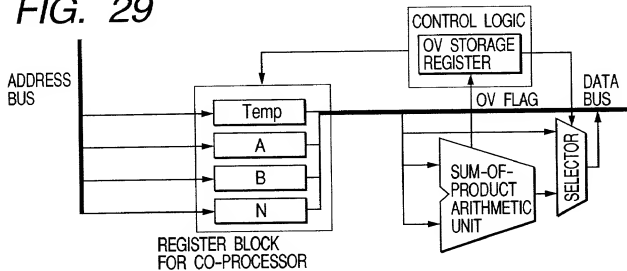 FIG. 29
CONTROL LOGIC
OV STORAGE
REGISTER
ADDRESS
BUS
OV FLAG
DATA
BUS
Temp
A
B
N
SUM-OF-
PRODUCT
ARITHMETIC
UNIT
SELECTOR
REGISTER BLOCK
FOR CO-PROCESSOR